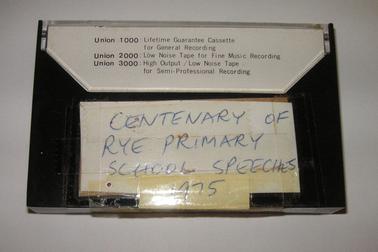 Union 1000: Lifetime Guarantee Cassette
for General Recording
Union 2000: Low Noise Tape for Fine Music Recording
Union 3000: High Output/Low Noise Tape
for Semi-Professional Recording
CENTENARY OF
RYE PRIMARY
SCHOOL SPEECHES
1975